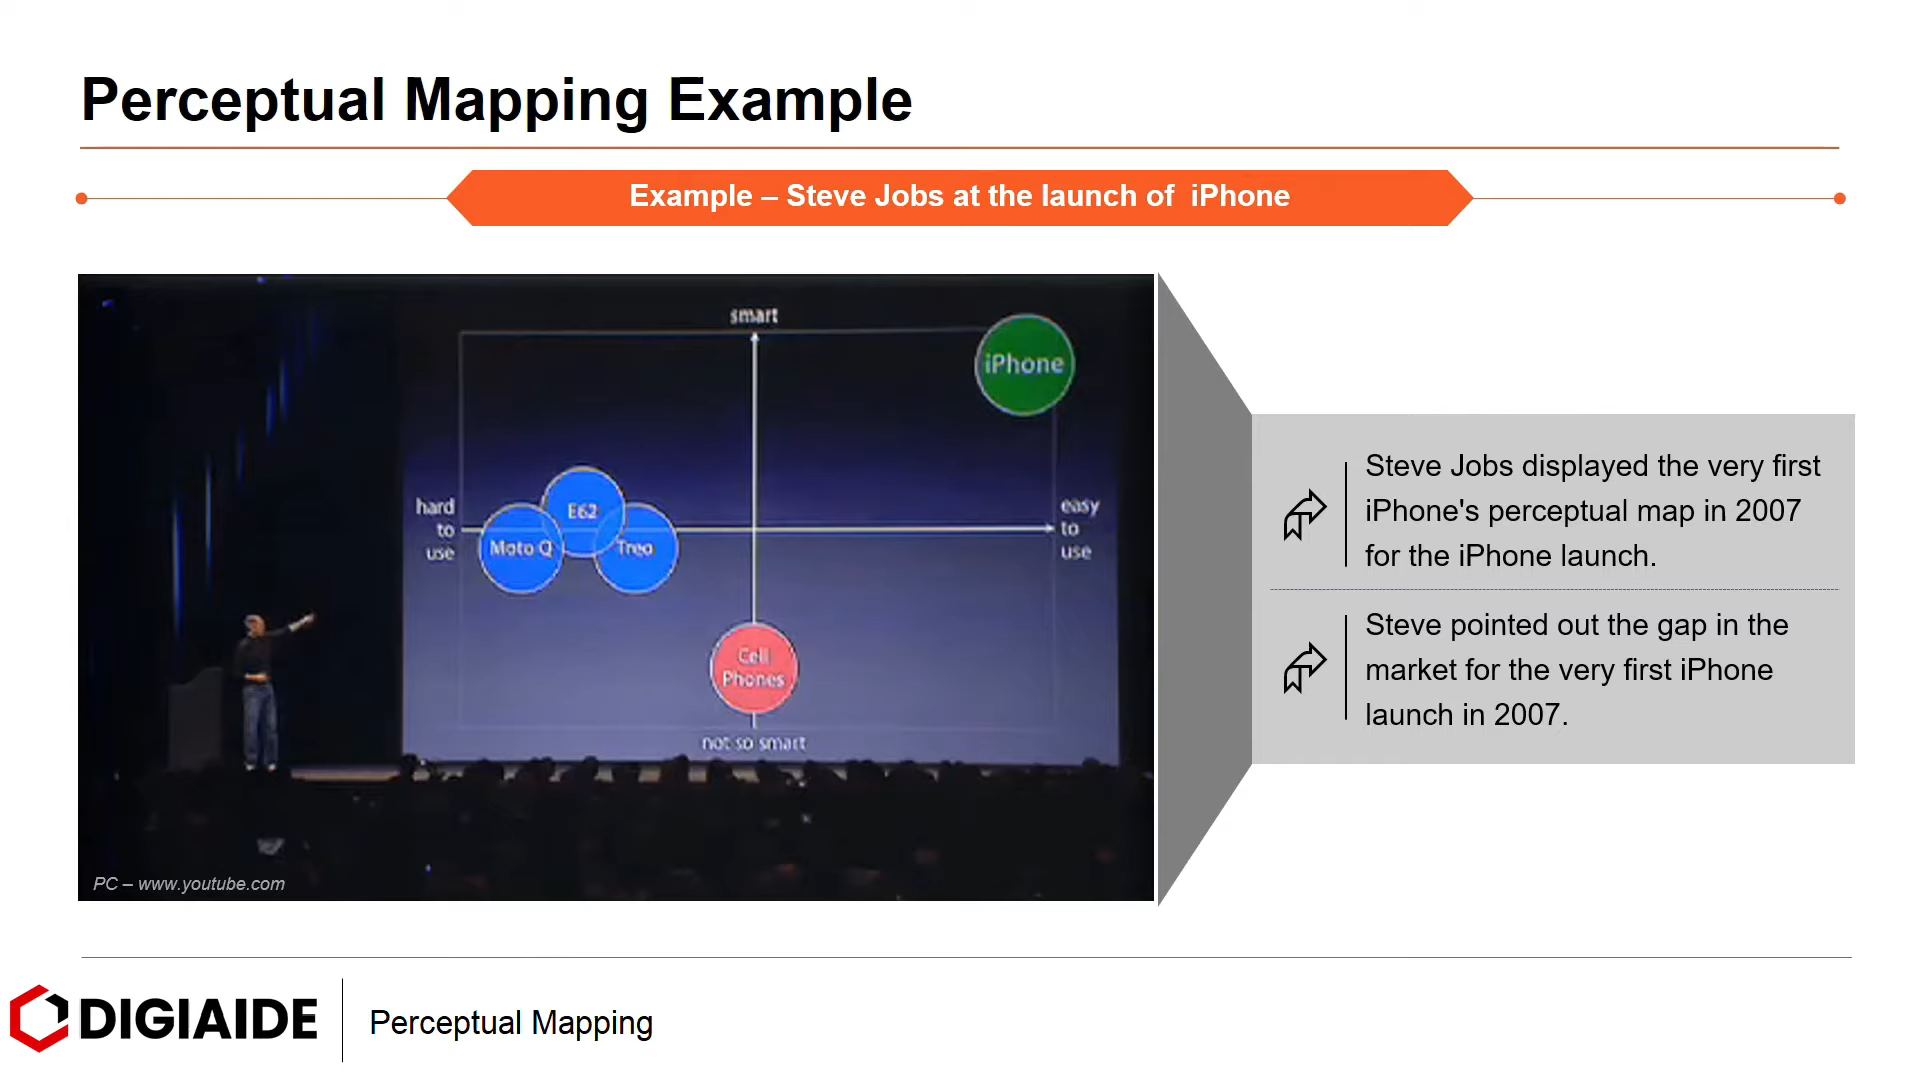 Perceptual Mapping Example
Example – Steve Jobs at the launch of iPhone
smart
iPhone
hard
to
use
E62
Moto Q
Treo
easy
to
use
Cell
Phones
not so smart
PC – www.youtube.com
Steve Jobs displayed the very first
iPhone's perceptual map in 2007
for the iPhone launch.
Steve pointed out the gap in the
market for the very first iPhone
launch in 2007.
DIGIAIDE
Perceptual Mapping